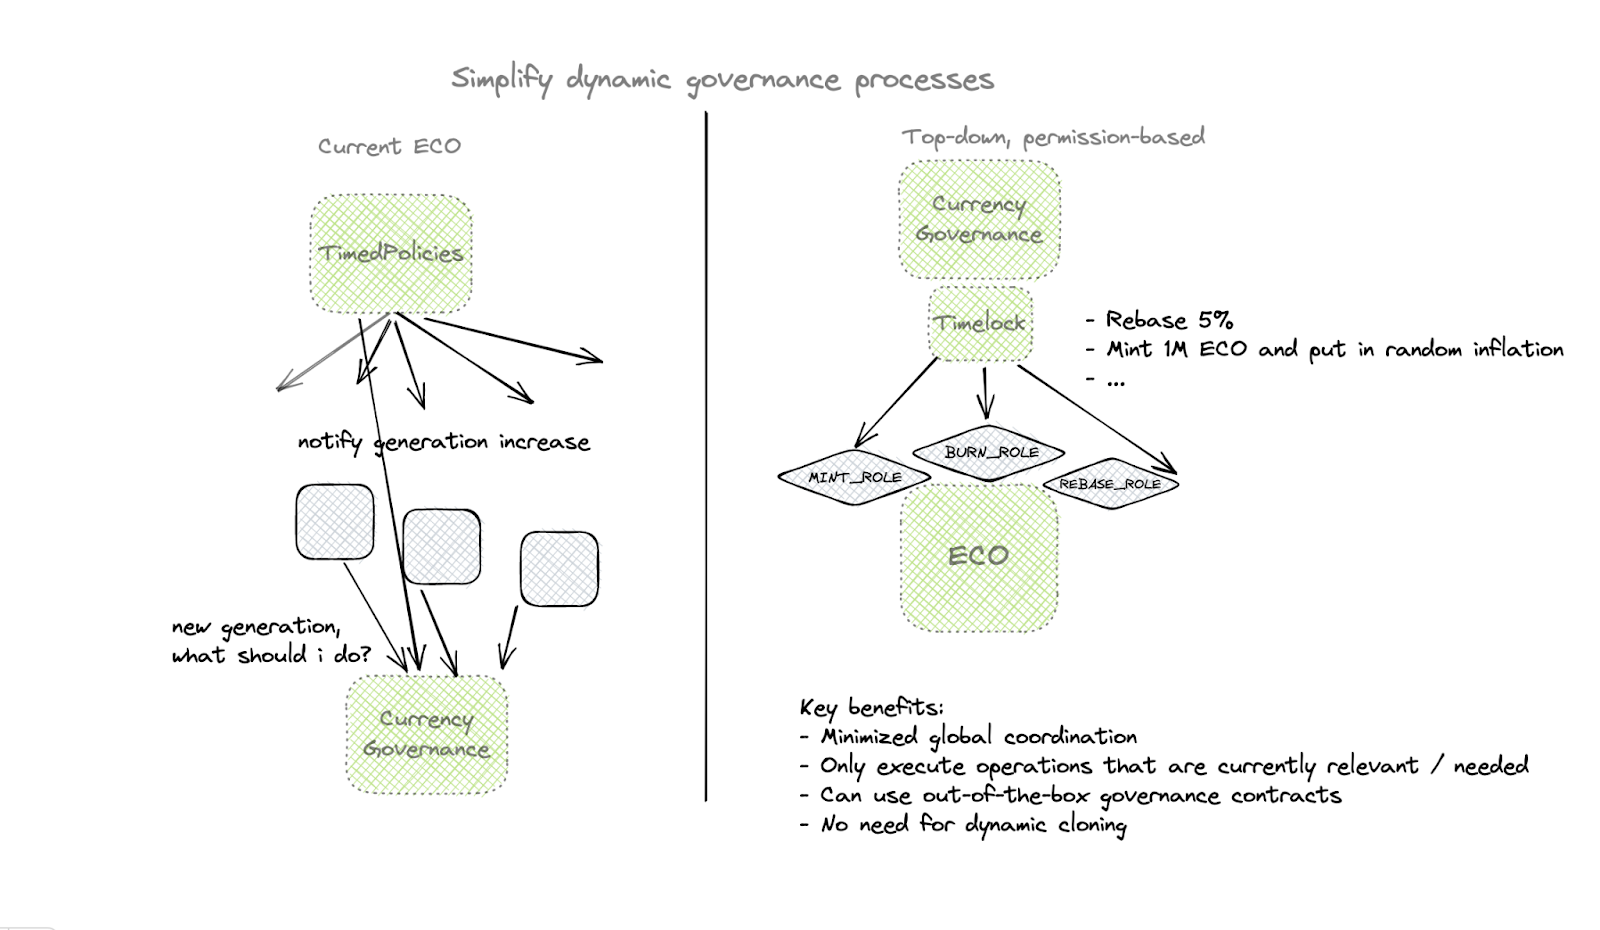 Simplify dynamic governance processes
Current ECO
TimedPolicies
notify generation increase
new generation,
what should i do?
Currency
Governance
Top-down, permission-based
Currency
Governance
Timelock
- Rebase 5%
- Mint 1M ECO and put in random inflation
- ...
MINT_ROLE
BURN_ROLE
REBASE_ROLE
ECO
Key benefits:
- Minimized global coordination
- Only execute operations that are currently relevant / needed
- Can use out-of-the-box governance contracts
- No need for dynamic cloning